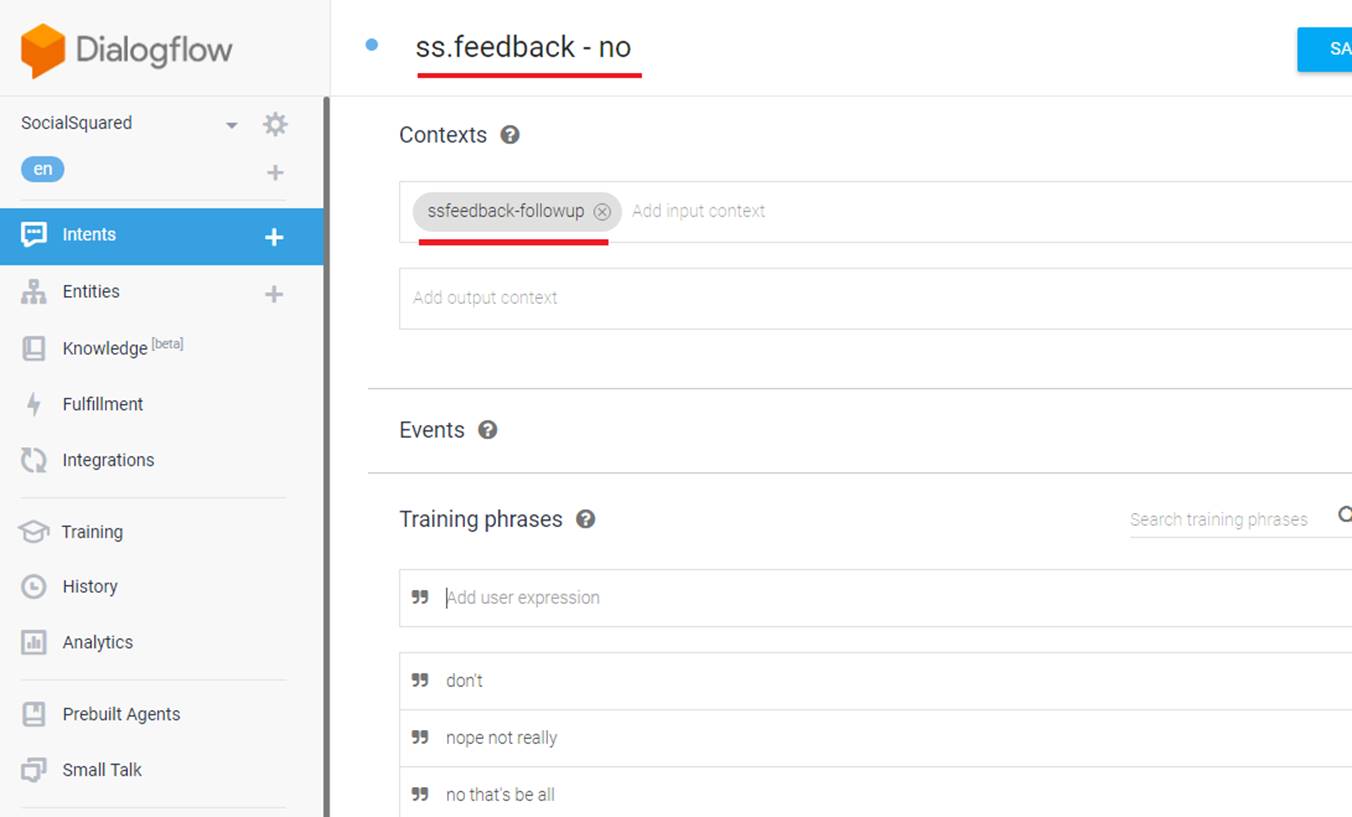 Dialogflow
ss.feedback - no
SA
SocialSquared
en
Intents
Entities
Knowledge [beta]
Fulfillment
Integrations
Training
History
Analytics
Prebuilt Agents
Small Talk
Contexts
ssfeedback-followup Add input context
Add output context
Events
Training phrases
Search training phrases
Add user expression
don't
nope not really
no that's be all